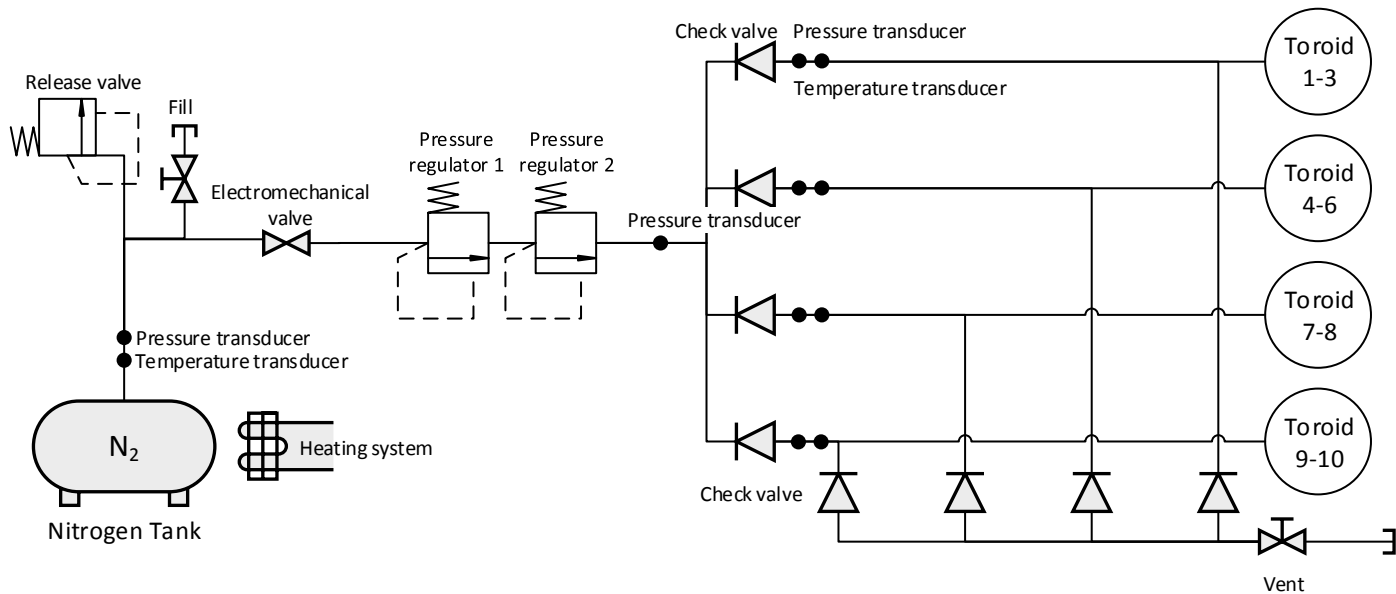 Check valve
Pressure transducer
Toroid
1-3
Release valve
Fill
Temperature transducer
Pressure
regulator 1
Pressure
regulator 2
Toroid
4-6
Electromechanical
valve
Pressure transducer
Toroid
7-8
Pressure transducer
Temperature transducer
N₂
Heating system
Toroid
9-10
Check valve
Nitrogen Tank
Vent